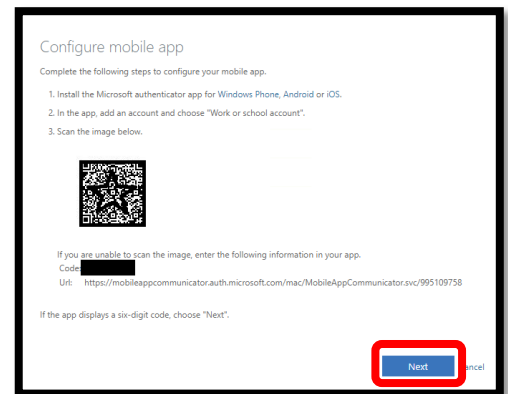 Configure mobile app
Complete the following steps to configure your mobile app.
1. Install the Microsoft authenticator app for Windows Phone, Android or iOS.
2. In the app, add an account and choose "Work or school account".
3. Scan the image below.
If you are unable to scan the image, enter the following information in your app.
Code:
Url: https://mobileappcommunicator.auth.microsoft.com/mac/MobileAppCommunicator.svc/995109758
If the app displays a six-digit code, choose "Next".
Next ancel